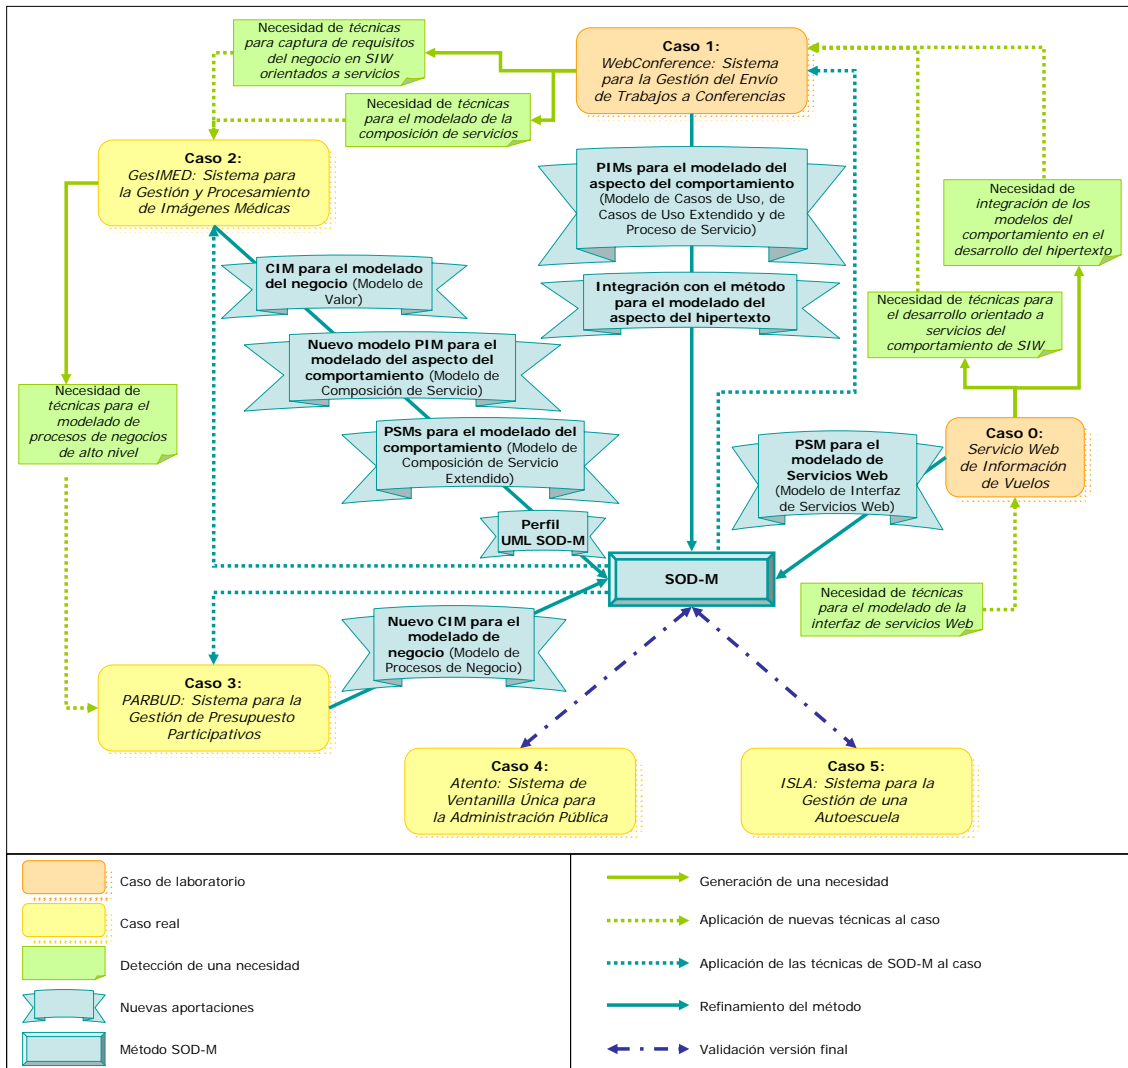 Necesidad de técnicas
para captura de requisitos
del negocio en SIW
orientados a servicios
Necesidad de técnicas
para el modelado de la
composición de servicios
Caso 1:
WebConference: Sistema
para la Gestión del Envío
de Trabajos a Conferencias
Caso 2:
GesIMED: Sistema para
la Gestión y Procesamiento
de Imágenes Médicas
PIMs para el modelado del
aspecto del comportamiento
(Modelo de Casos de Uso, de
Casos de Uso Extendido y de
Proceso de Servicio)
Necesidad de
integración de los
modelos del
comportamiento en el
desarrollo del hipertexto
CIM para el modelado
del negocio (Modelo de
Valor)
Integración con el método
para el modelado del
aspecto del hipertexto
Necesidad de técnicas para
el desarrollo orientado a
servicios del
comportamiento de SIW
Nuevo modelo PIM para el
modelado del aspecto del
comportamiento (Modelo de
Composición de Servicio)
Necesidad de
técnicas para el
modelado de
procesos de negocios
de alto nivel
PSMs para el modelado del
comportamiento (Modelo de
Composición de Servicio
Extendido)
PSM para el
modelado de
Servicios Web
(Modelo de Interfaz
de Servicios Web)
Caso 0:
Servicio Web
de Información
de Vuelos
Perfil
UML SOD-M
SOD-M
Necesidad de técnicas
para el modelado de la
interfaz de servicios Web
Nuevo CIM para el
modelado de
negocio (Modelo de
Procesos de Negocio)
Caso 3:
PARBUD: Sistema para la
Gestión de Presupuesto
Participativos
Caso 4:
Atento: Sistema de
Ventanilla Única para
la Administración Pública
Caso 5:
ISLA: Sistema para la
Gestión de una
Autoescuela
Caso de laboratorio
Caso real
Detección de una necesidad
Nuevas aportaciones
Método SOD-M
Generación de una necesidad
Aplicación de nuevas técnicas al caso
Aplicación de las técnicas de SOD-M al caso
Refinamiento del método
Validación versión final